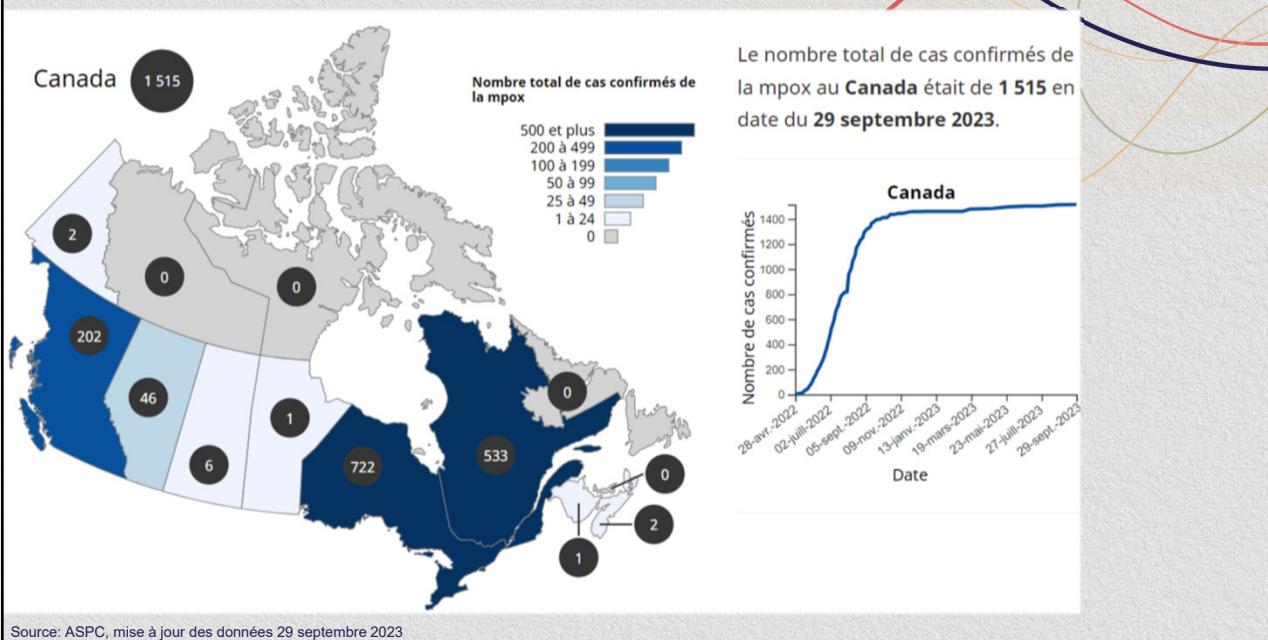 Canada
1 515
Nombre total de cas confirmés de
la mpox
500 et plus
200 à 499
100 à 199
50 à 99
25 à 49
1 à 24
0
2
0
0
202
46
6
1
722
533
0
0
2
1
Le nombre total de cas confirmés de
la mpox au Canada était de 1 515 en
date du 29 septembre 2023.
Canada
Nombre de cas confirmés
1400
1200
1000
800
600
400
200
0
28-avr.-2022
02-juill-2022
05-sept.-2022
09-nov.-2022
13-janv.-2023
19-mars-2023
23-mai-2023
27-juill-2023
29-sept.-2023
Date
Source: ASPC, mise à jour des données 29 septembre 2023